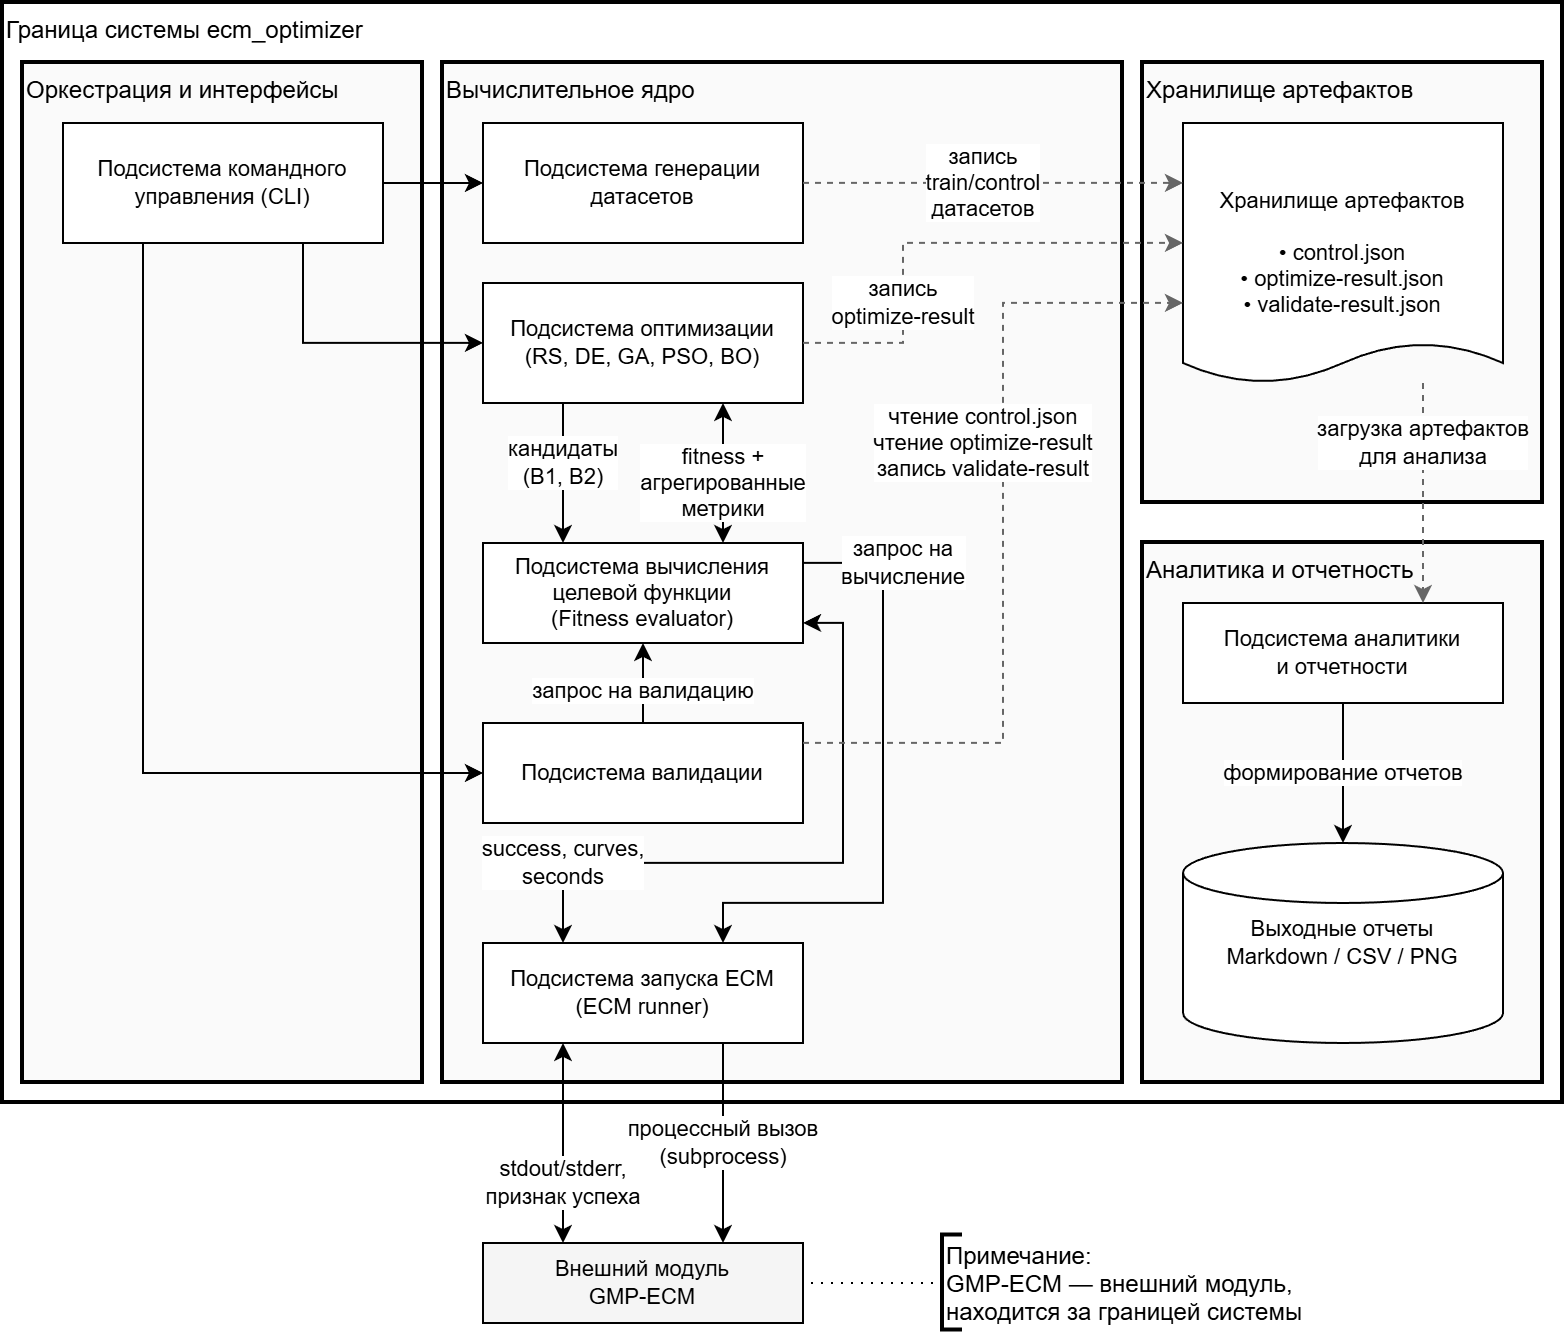 Граница системы ecm_optimizer
Оркестрация и интерфейсы
Подсистема командного
управления (CLI)
Вычислительное ядро
Подсистема генерации
датасетов
Подсистема оптимизации
(RS, DE, GA, PSO, BO)
кандидаты
(B1, B2)
fitness +
агрегированные
метрики
Подсистема вычисления
целевой функции
(Fitness evaluator)
запрос на
вычисление
запрос на валидацию
Подсистема валидации
success, curves,
seconds
Подсистема запуска ECM
(ECM runner)
запись
train/control
датасетов
запись
optimize-result
чтение control.json
чтение optimize-result
запись validate-result
Хранилище артефактов
Хранилище артефактов
• control.json
• optimize-result.json
• validate-result.json
загрузка артефактов
для анализа
Аналитика и отчетность
Подсистема аналитики
и отчетности
формирование отчетов
Выходные отчеты
Markdown / CSV / PNG
процессный вызов
(subprocess)
stdout/stderr,
признак успеха
Внешний модуль
GMP-ECM
Примечание:
GMP-ECM — внешний модуль,
находится за границей системы